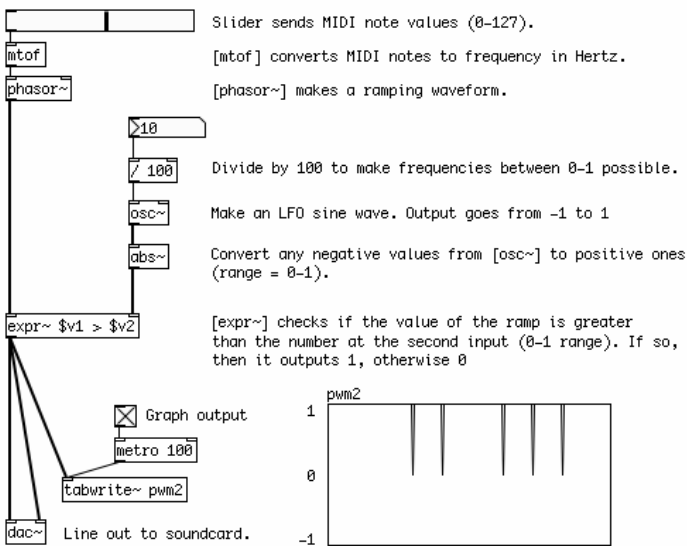 Slider sends MIDI note values (0-127).
mtof
[mtof] converts MIDI notes to frequency in Hertz.
phasor~
[phasor~] makes a ramping waveform.
10
/ 100
Divide by 100 to make frequencies between 0-1 possible.
osc~
Make an LFO sine wave. Output goes from -1 to 1
abs~
Convert any negative values from [osc~] to positive ones
(range = 0-1).
expr~ $v1 > $v2
[expr~] checks if the value of the ramp is greater
than the number at the second input (0-1 range). If so,
then it outputs 1, otherwise 0
pwm2
1
Graph output
metro 100
0
tabwrite~ pwm2
dac~
Line out to soundcard.
-1